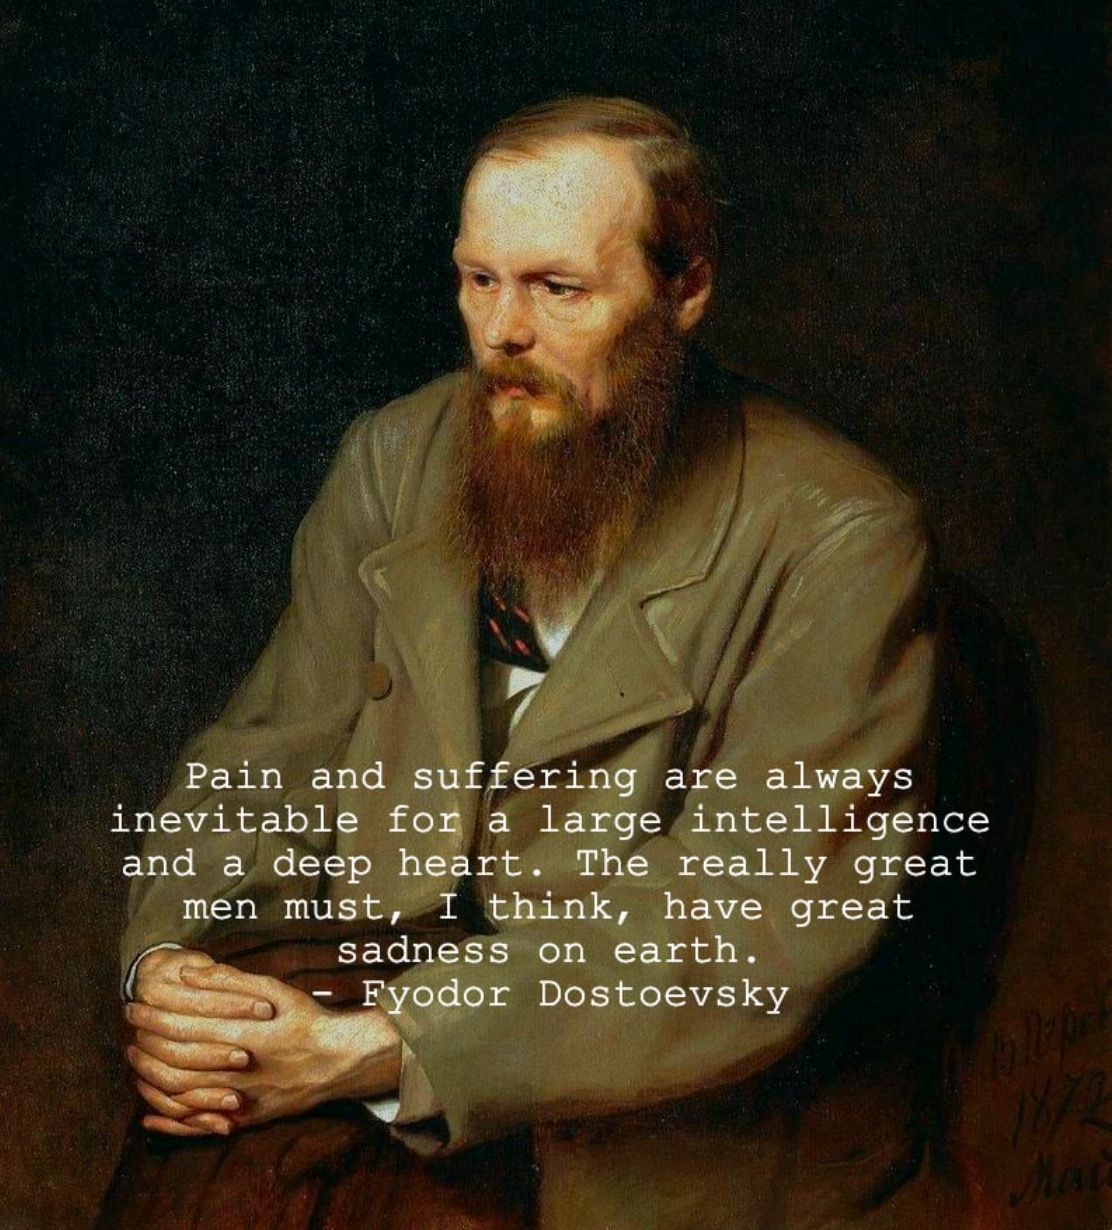 Pain and suffering are always
inevitable for a large intelligence
and a deep heart. The really great
men must, I think, have great
sadness on earth.
- Fyodor Dostoevsky
1872